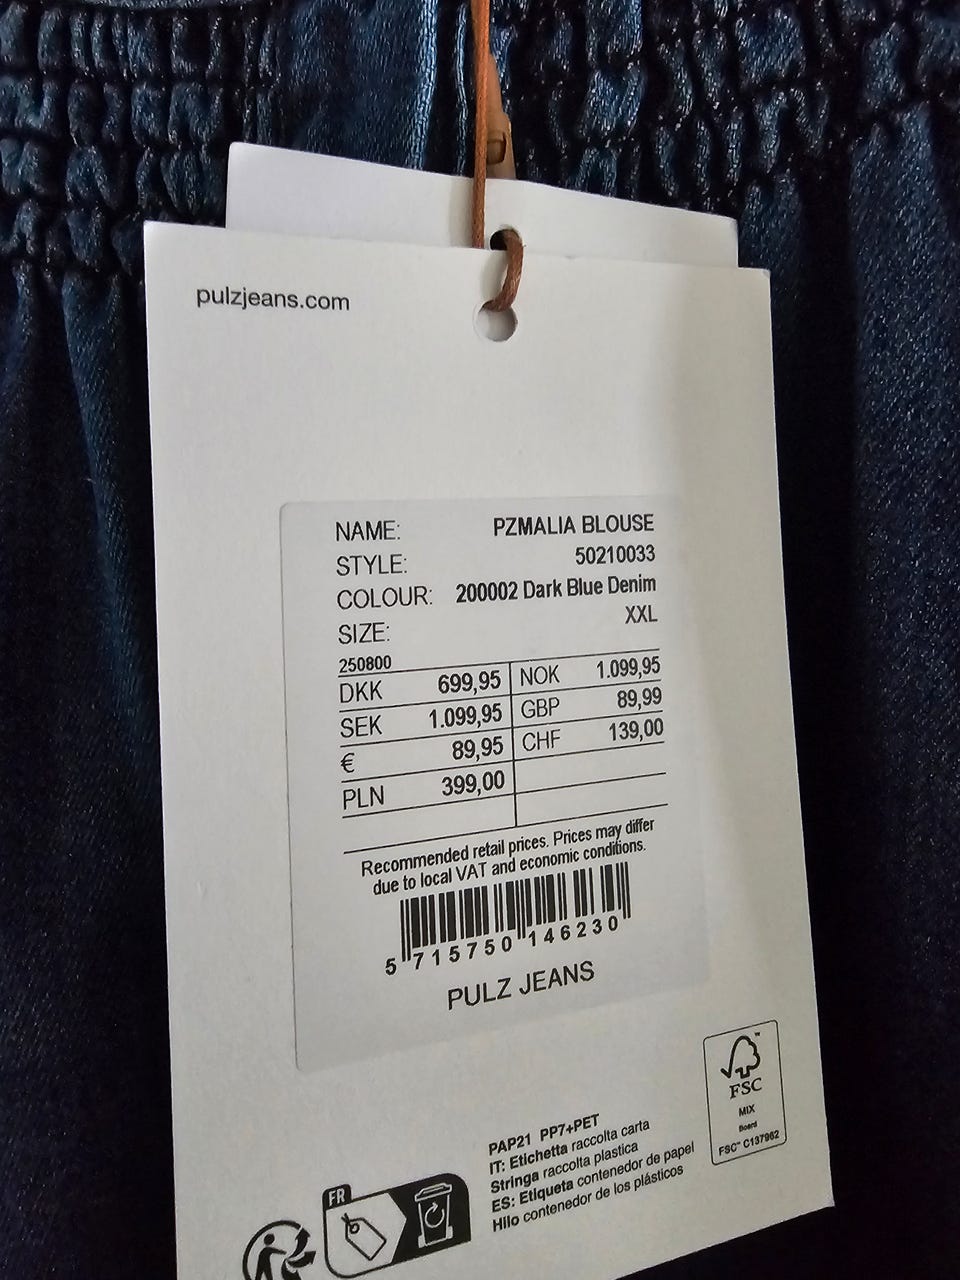 pulzjeans.com
NAME: PZMALIA BLOUSE
STYLE: 50210033
COLOUR: 200002 Dark Blue Denim
SIZE: XXL
250800
DKK 699,95 NOK 1.099,95
SEK 1.099,95 GBP 89,99
€ 89,95 CHF 139,00
PLN 399,00
Recommended retail prices. Prices may differ
due to local VAT and economic conditions.
5 715750 146230
PULZ JEANS
FSC™
MIX
Board
FSC™ C137982
PAP21 PP7+PET
IT: Etichetta raccolta carta
Stringa raccolta plastica
ES: Etiqueta contenedor de papel
Hilo contenedor de los plásticos
FR